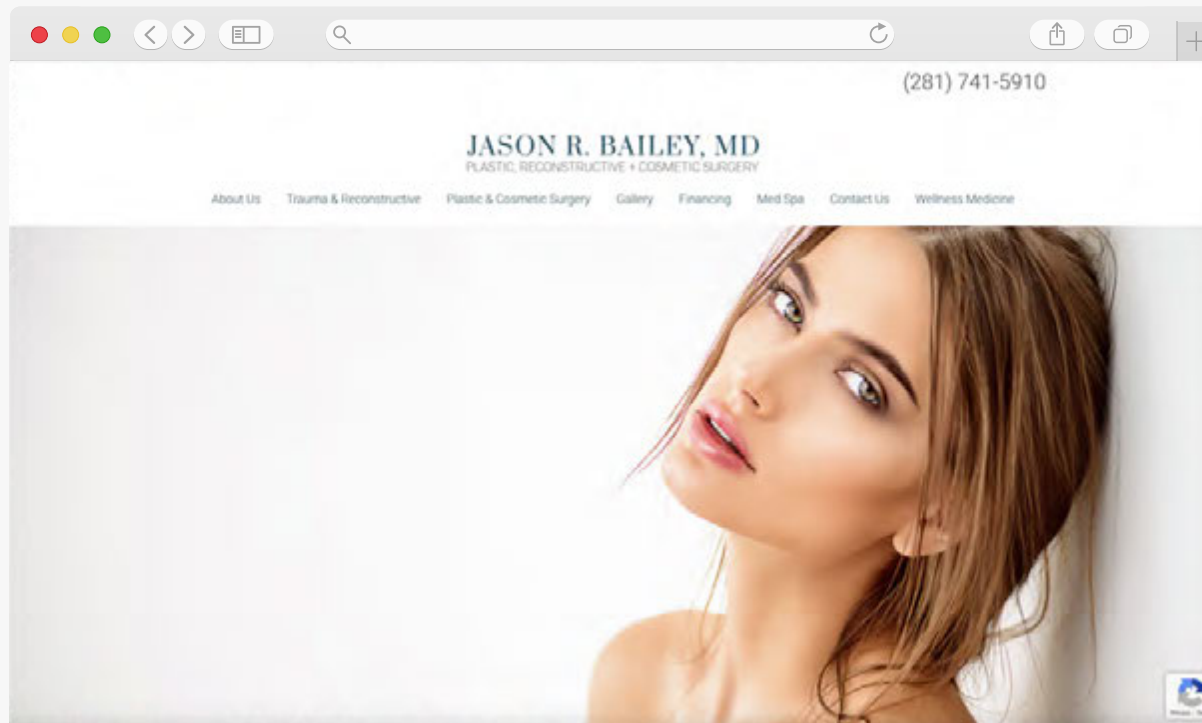 (281) 741-5910
JASON R. BAILEY, MD
PLASTIC, RECONSTRUCTIVE + COSMETIC SURGERY
About Us Trauma & Reconstructive Plastic & Cosmetic Surgery Gallery Financing Med Spa Contact Us Wellness Medicine